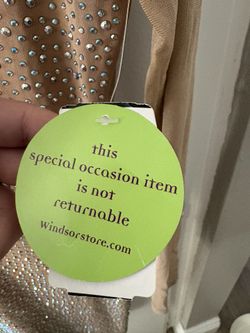 this
special occasion item
is not
returnable
Windsorstore.com